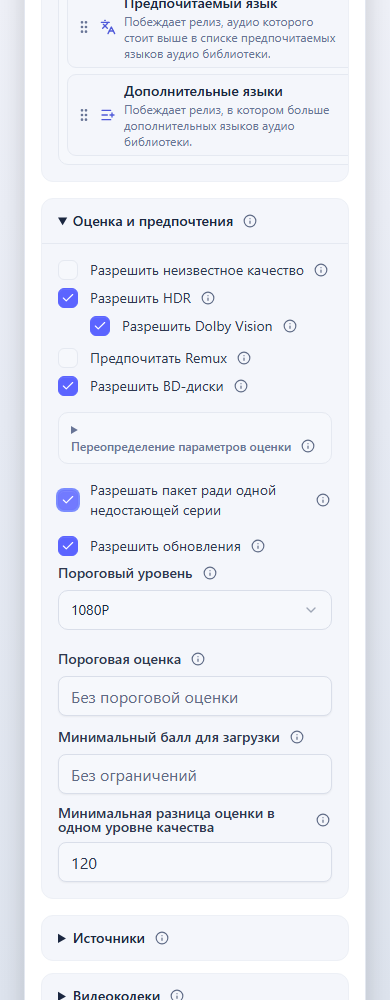 Предпочитаемый язык
Побеждает релиз, аудио которого
стоит выше в списке предпочитаемых
языков аудио библиотеки.
Дополнительные языки
Побеждает релиз, в котором больше
дополнительных языков аудио
библиотеки.
Оценка и предпочтения
Разрешить неизвестное качество
Разрешить HDR
Разрешить Dolby Vision
Предпочитать Remux
Разрешить BD-диски
Переопределение параметров оценки
Разрешать пакет ради одной
недостающей серии
Разрешить обновления
Пороговый уровень
1080P
Пороговая оценка
Без пороговой оценки
Минимальный балл для загрузки
Без ограничений
Минимальная разница оценки в
одном уровне качества
120
Источники
Видеокодеки